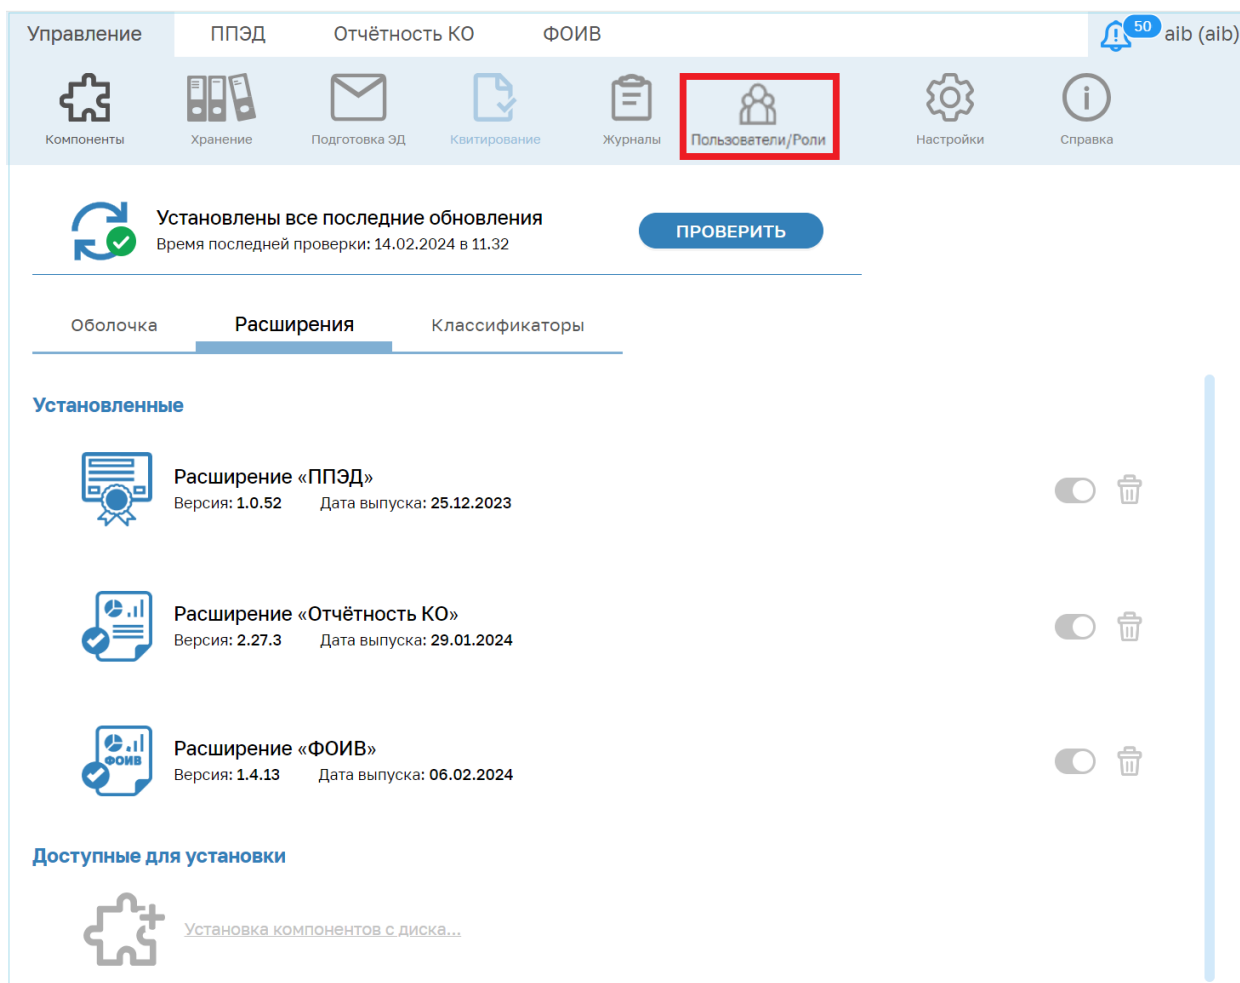 Управление ППЭД Отчётность КО ФОИВ 50 aib (aib)
Компоненты Хранение Подготовка ЭД Квитирование Журналы Пользователи/Роли Настройки Справка
Установлены все последние обновления
Время последней проверки: 14.02.2024 в 11.32
ПРОВЕРИТЬ
Оболочка Расширения Классификаторы
Установленные
Расширение «ППЭД»
Версия: 1.0.52 Дата выпуска: 25.12.2023
Расширение «Отчётность КО»
Версия: 2.27.3 Дата выпуска: 29.01.2024
ФОИВ
Расширение «ФОИВ»
Версия: 1.4.13 Дата выпуска: 06.02.2024
Доступные для установки
Установка компонентов с диска...